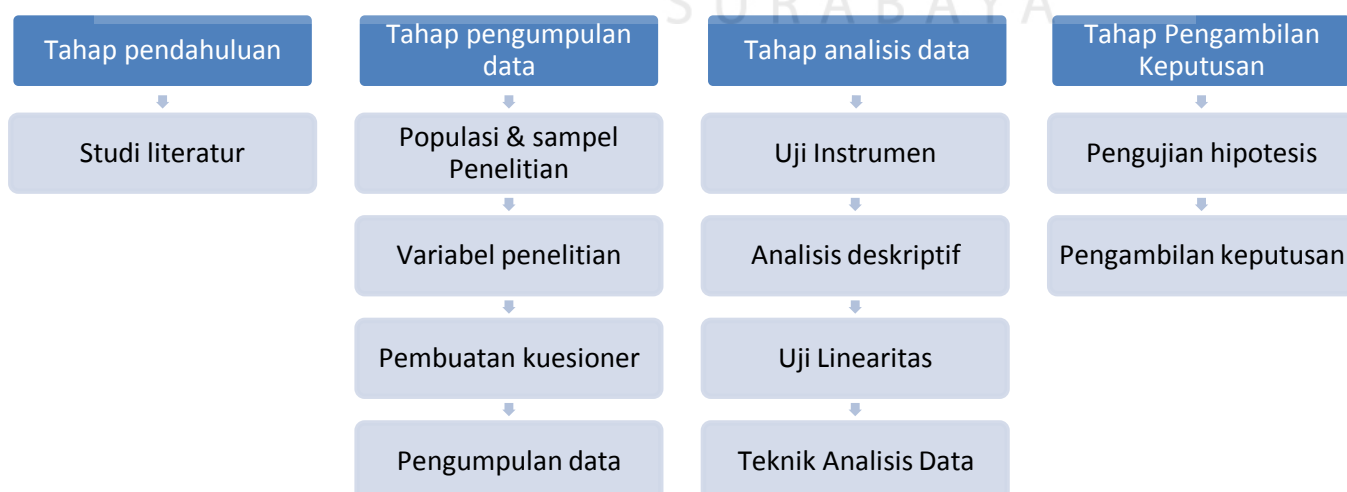 SURABAYA
Tahap pendahuluan
Studi literatur
Tahap pengumpulan
data
Populasi & sampel
Penelitian
Variabel penelitian
Pembuatan kuesioner
Pengumpulan data
Tahap analisis data
Uji Instrumen
Analisis deskriptif
Uji Linearitas
Teknik Analisis Data
Tahap Pengambilan
Keputusan
Pengujian hipotesis
Pengambilan keputusan